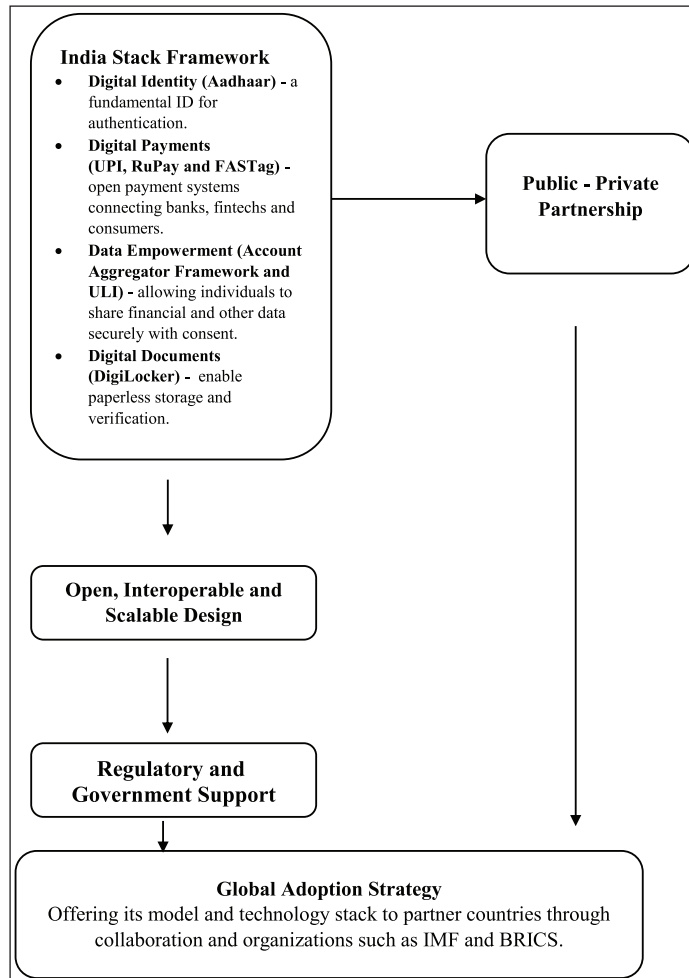 India Stack Framework
• Digital Identity (Aadhaar) - a
fundamental ID for
authentication.
• Digital Payments
(UPI, RuPay and FASTag) -
open payment systems
connecting banks, fintechs and
consumers.
• Data Empowerment (Account
Aggregator Framework and
ULI) - allowing individuals to
share financial and other data
securely with consent.
• Digital Documents
(DigiLocker) - enable
paperless storage and
verification.
Public - Private
Partnership
Open, Interoperable and
Scalable Design
Regulatory and
Government Support
Global Adoption Strategy
Offering its model and technology stack to partner countries through
collaboration and organizations such as IMF and BRICS.